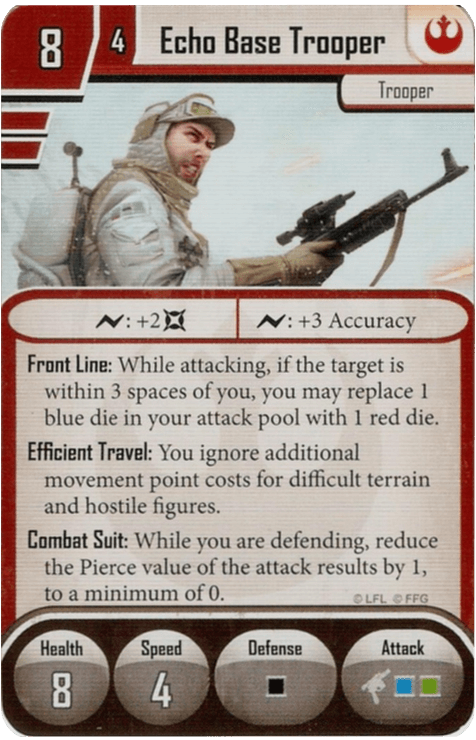 8 4 Echo Base Trooper
Trooper
: +2 : +3 Accuracy
Front Line: While attacking, if the target is
within 3 spaces of you, you may replace 1
blue die in your attack pool with 1 red die.
Efficient Travel: You ignore additional
movement point costs for difficult terrain
and hostile figures.
Combat Suit: While you are defending, reduce
the Pierce value of the attack results by 1,
to a minimum of 0.
© LFL © FFG
Health Speed Defense Attack
8 4